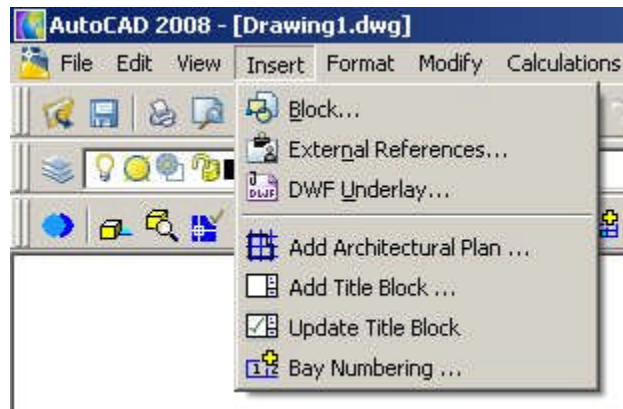 AutoCAD 2008 - [Drawing1.dwg]
File Edit View Insert Format Modify Calculations
Block...
External References...
DWF Underlay...
Add Architectural Plan ...
Add Title Block ...
Update Title Block
Bay Numbering ...